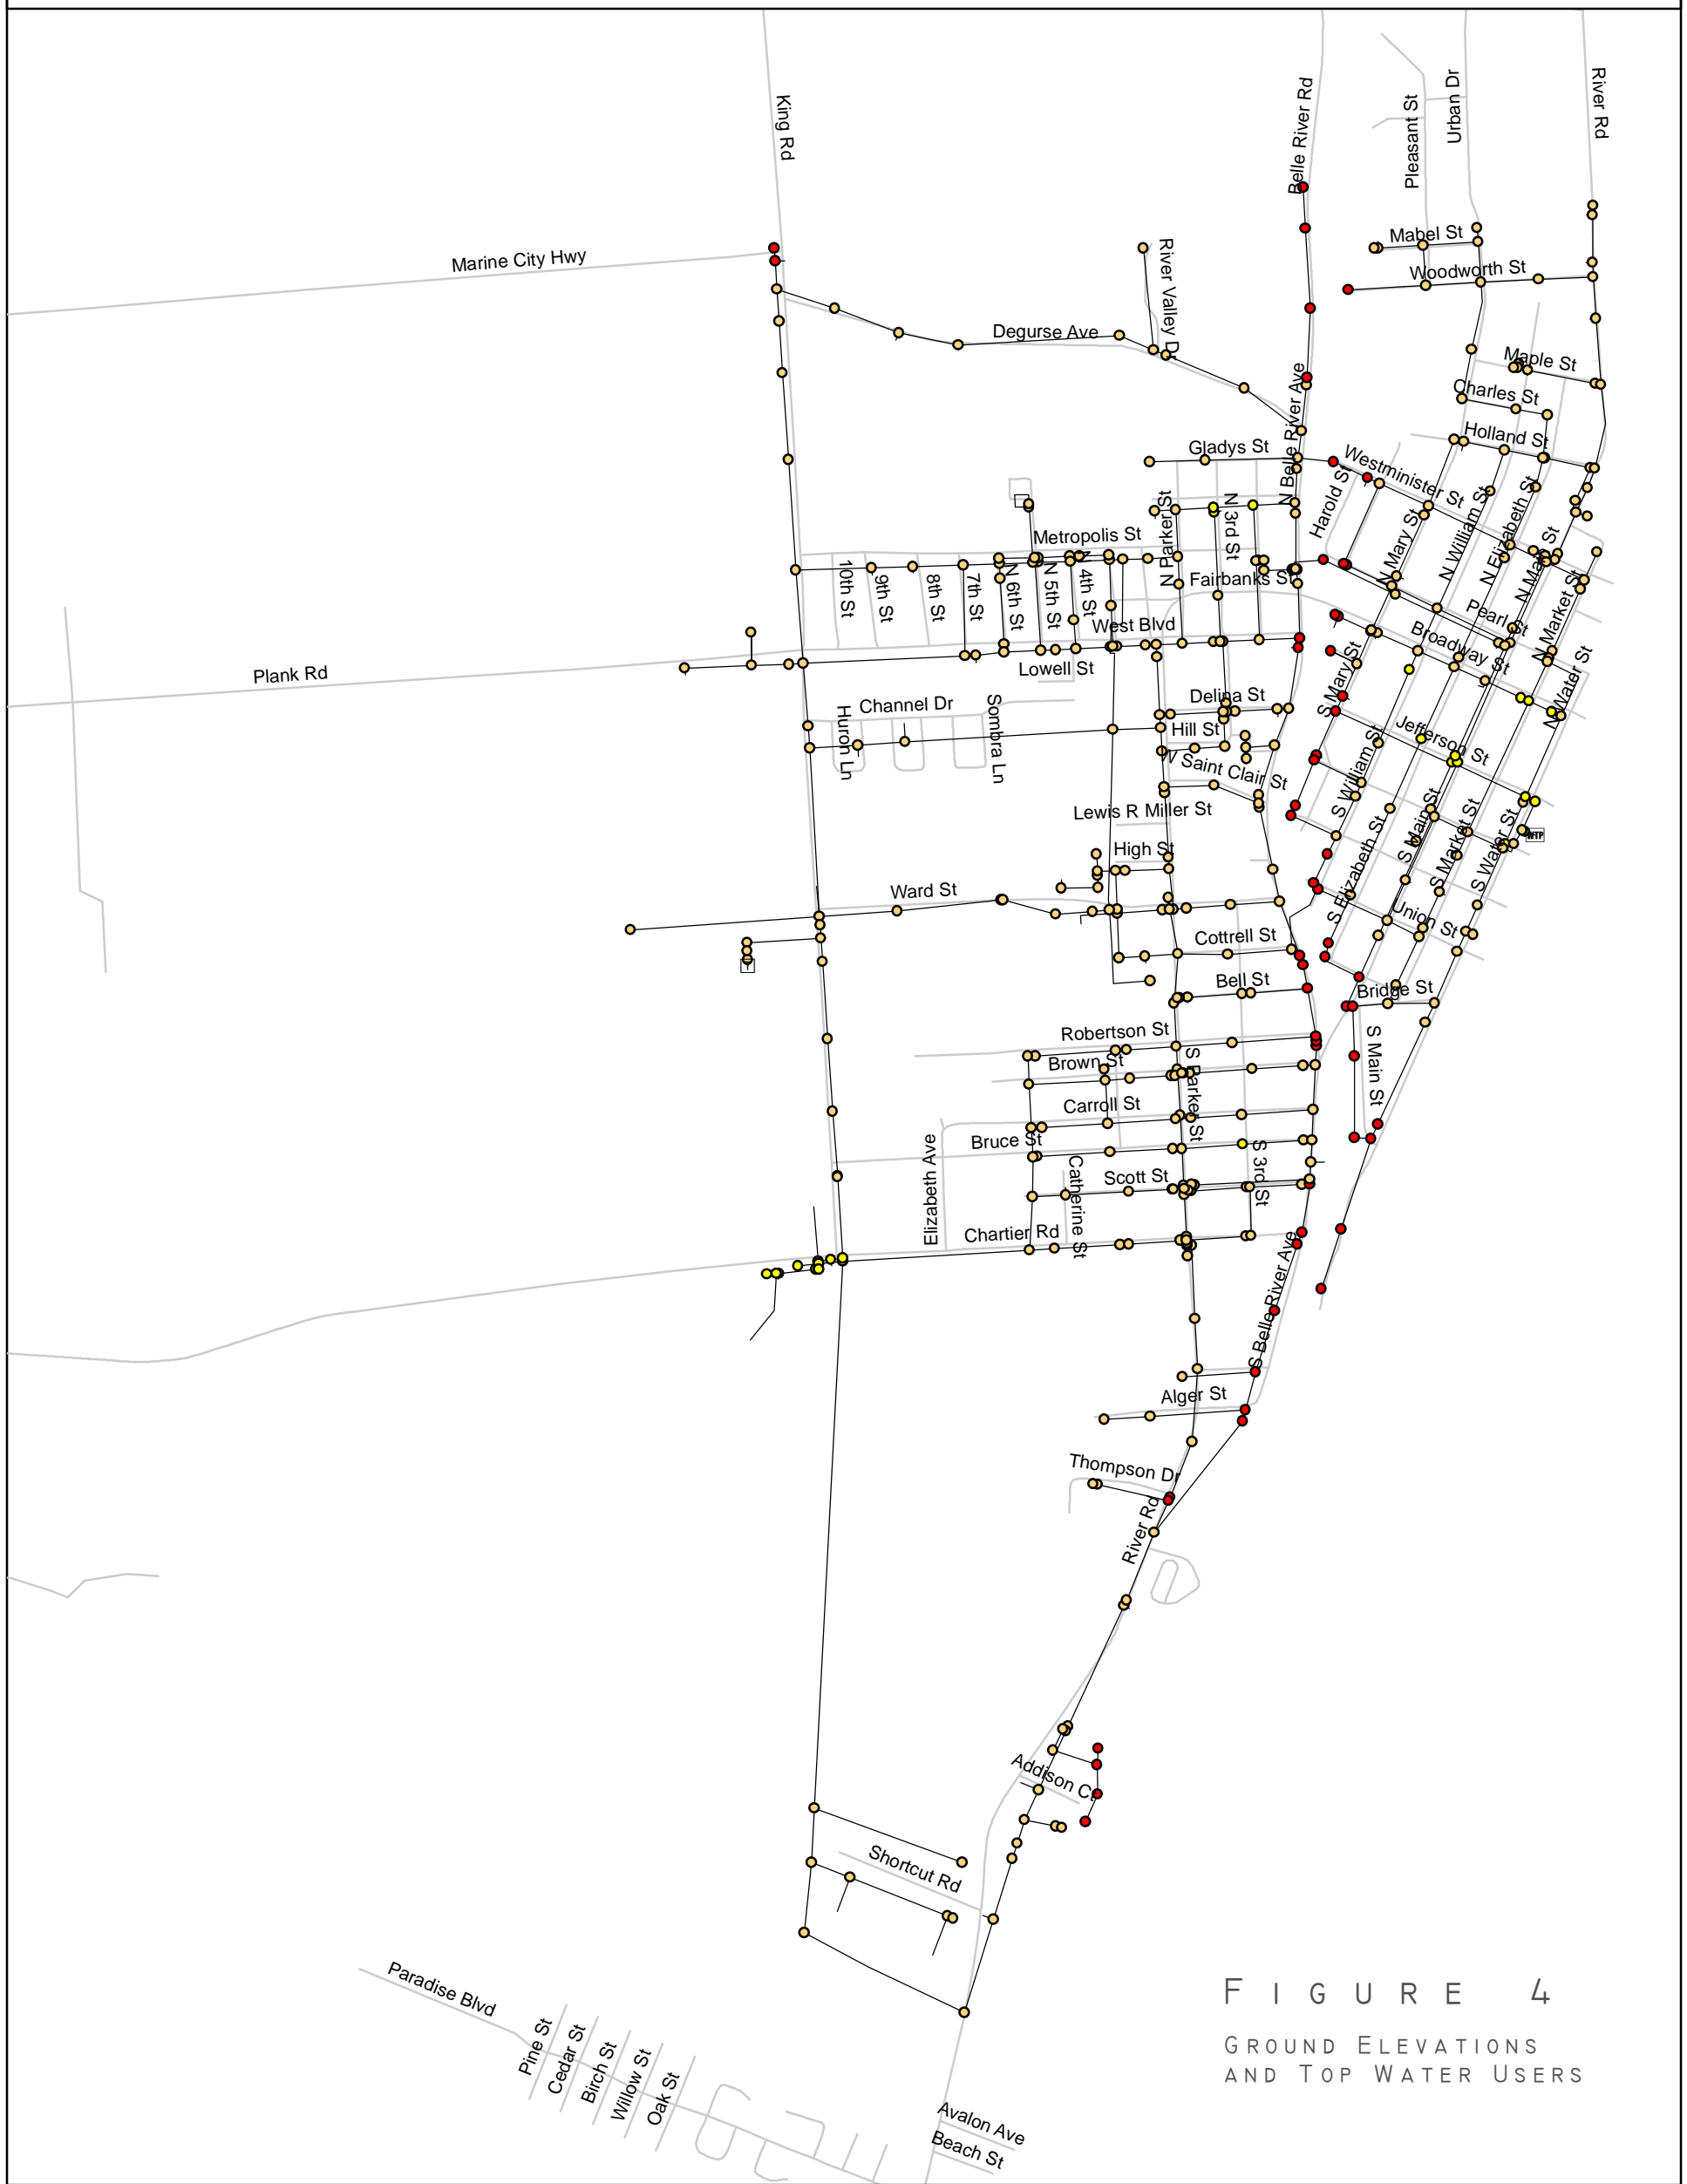 King Rd
Belle River Rd
Pleasant St
Urban Dr
River Rd
Marine City Hwy
River Valley Dr
Mabel St
Woodworth St
Degurse Ave
Maple St
Charles St
N Belle River Ave
Holland St
Gladys St
Westminister St
Harold St
N Parker St
N 3rd St
N Mary St
N William St
N Elizabeth St
N Main St
N Market St
Metropolis St
10th St
9th St
8th St
7th St
N 6th St
N 5th St
N 4th St
Fairbanks St
West Blvd
Pearl St
Broadway St
Lowell St
Plank Rd
S Mary St
N Water St
Channel Dr
Huron Ln
Sombra Ln
Delina St
Hill St
Jefferson St
W Saint Clair St
S William St
Lewis R Miller St
S Elizabeth St
S Main St
S Market St
S Water St
WTP
High St
Ward St
Union St
Cottrell St
Bell St
Bridge St
Robertson St
Brown St
S Parker St
S Main St
Carroll St
Bruce St
Elizabeth Ave
Catherine St
Scott St
S 3rd St
Chartier Rd
S Belle River Ave
Alger St
Thompson Dr
River Rd
Addison Ct
Shortcut Rd
Paradise Blvd
Pine St
Cedar St
Birch St
Willow St
Oak St
Avalon Ave
Beach St
FIGURE 4
GROUND ELEVATIONS
AND TOP WATER USERS